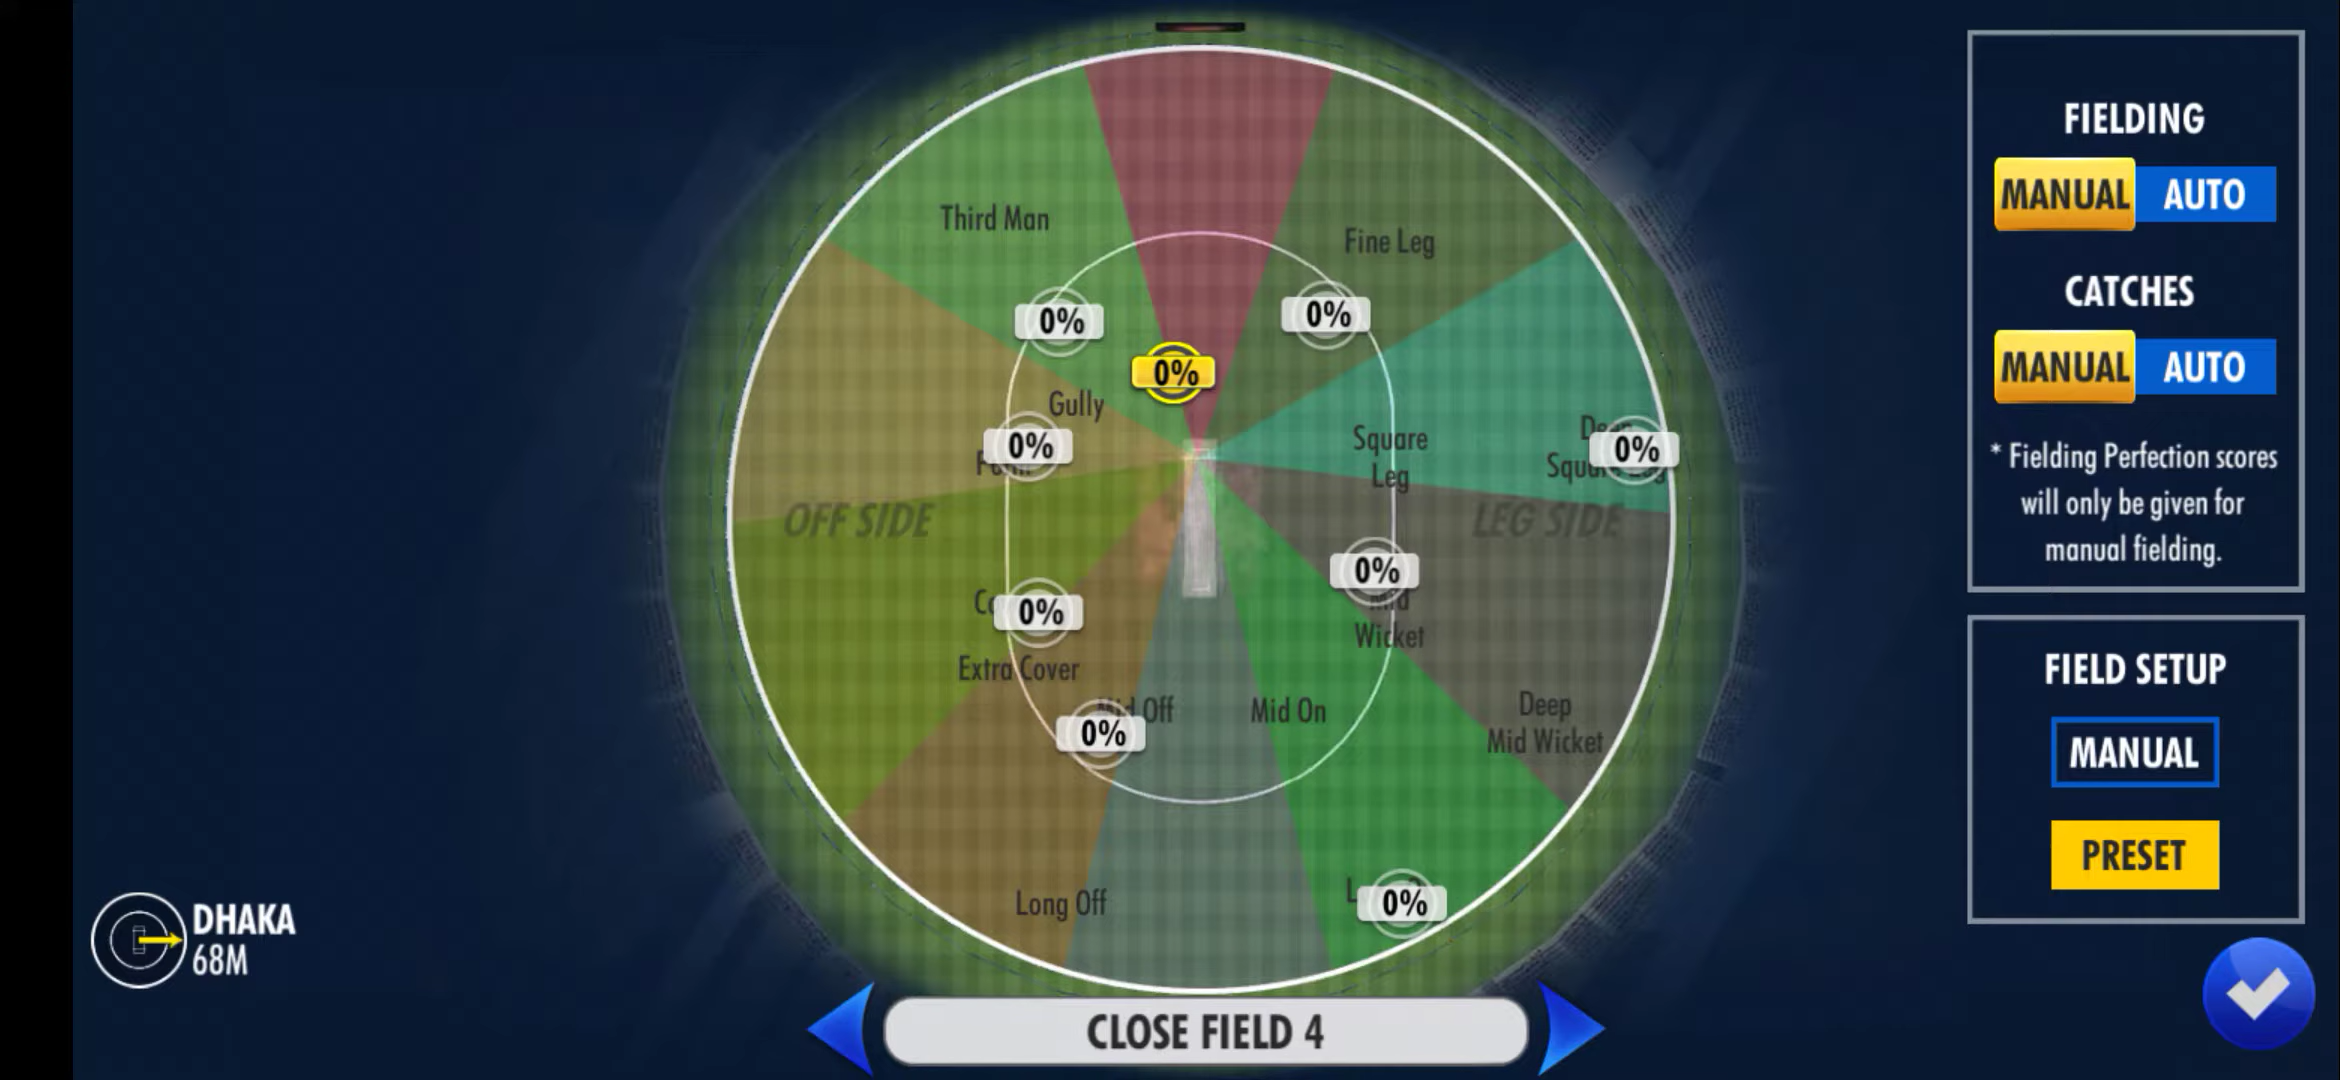 FIELDING
MANUAL AUTO
CATCHES
MANUAL AUTO
* Fielding Perfection scores
will only be given for
manual fielding.
FIELD SETUP
MANUAL
PRESET
Third Man
Fine Leg
0%
0%
0%
Gully
0%
Square
Leg
0%
OFF SIDE
LEG SIDE
0%
0%
Wicket
Extra Cover
Off
Mid On
0%
Deep
Mid Wicket
Long Off
0%
DHAKA
68M
CLOSE FIELD 4